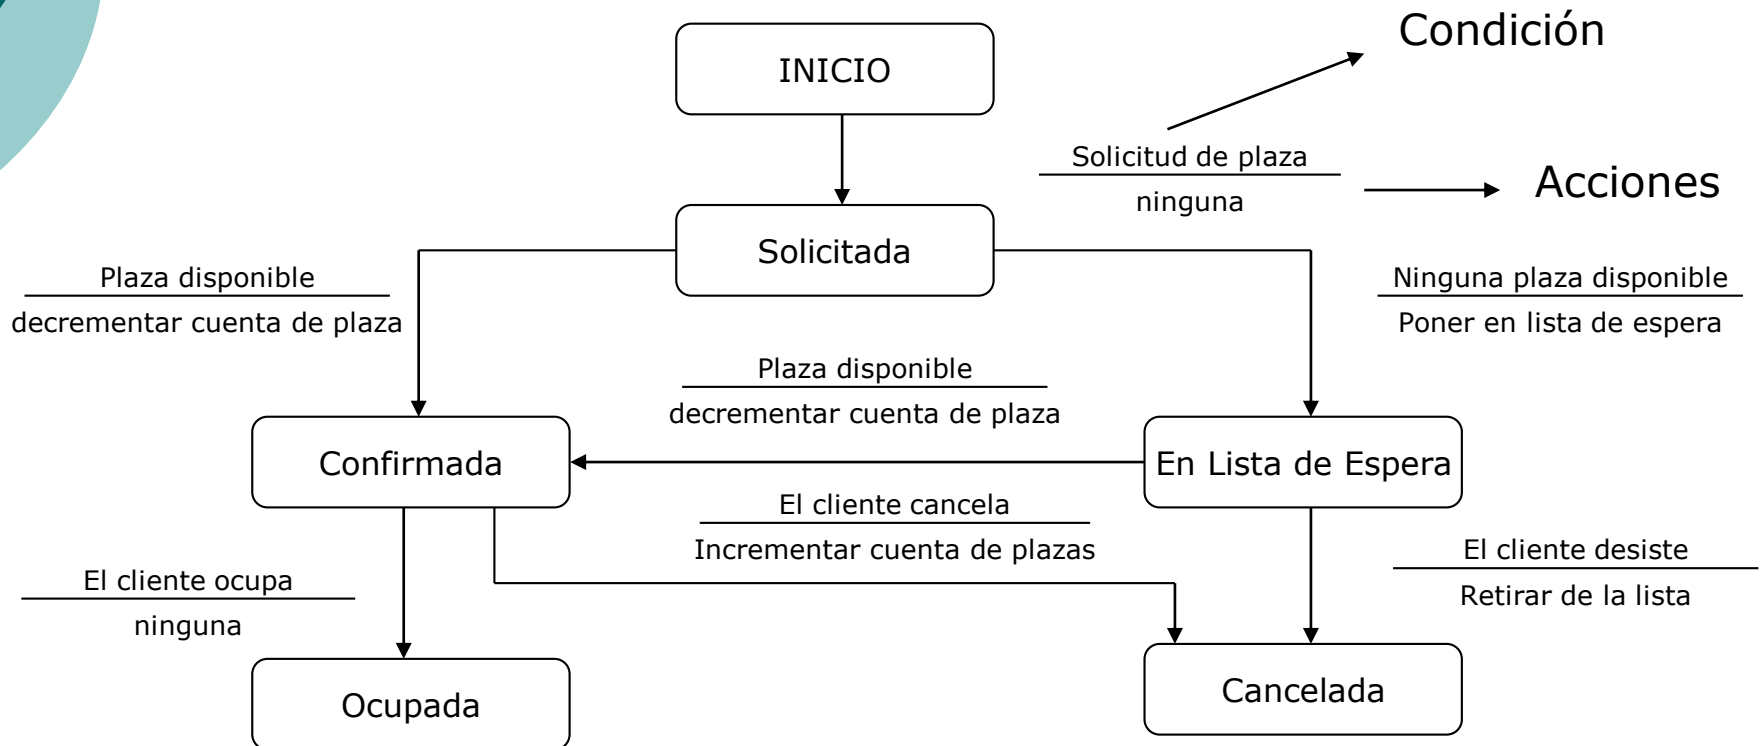 Condición
INICIO
Solicitud de plaza
ninguna
Acciones
Solicitada
Plaza disponible
decrementar cuenta de plaza
Ninguna plaza disponible
Poner en lista de espera
Plaza disponible
decrementar cuenta de plaza
Confirmada
En Lista de Espera
El cliente cancela
Incrementar cuenta de plazas
El cliente desiste
Retirar de la lista
El cliente ocupa
ninguna
Ocupada
Cancelada